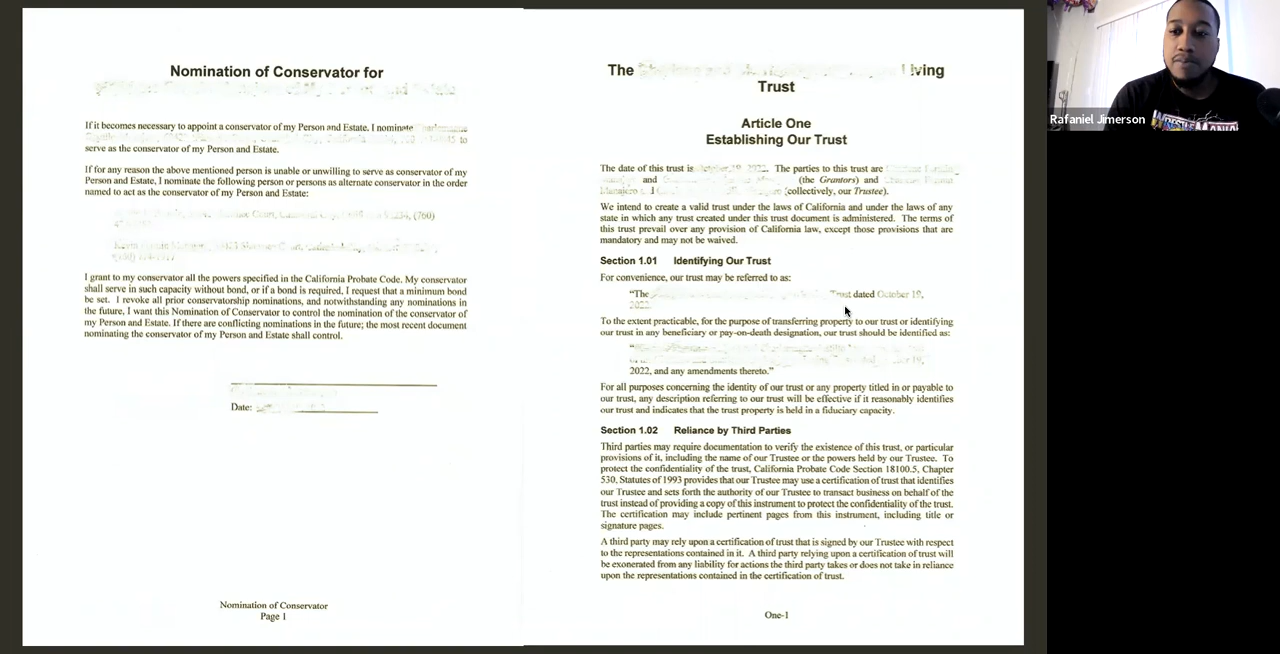 Nomination of Conservator for
If it becomes necessary to appoint a conservator of my Person and Estate, I nominate
to
serve as the conservator of my Person and Estate.
If for any reason the above mentioned person is unable or unwilling to serve as conservator of my
Person and Estate, I nominate the following person or persons as alternate conservator in the order
named to act as the conservator of my Person and Estate:
(760)
I grant to my conservator all the powers specified in the California Probate Code. My conservator
shall serve in such capacity without bond, or if a bond is required, I request that a minimum bond
be set. I revoke all prior conservatorship nominations, and notwithstanding any nominations in
the future, I want this Nomination of Conservator to control the nomination of the conservator of
my Person and Estate. If there are conflicting nominations in the future; the most recent document
nominating the conservator of my Person and Estate shall control.
Date:
Nomination of Conservator
Page 1
The Living
Trust
Article One
Establishing Our Trust
The date of this trust is October 19, 2022. The parties to this trust are
and (the Grantors) and
(collectively, our Trustee).
We intend to create a valid trust under the laws of California and under the laws of any
state in which any trust created under this trust document is administered. The terms of
this trust prevail over any provision of California law, except those provisions that are
mandatory and may not be waived.
Section 1.01 Identifying Our Trust
For convenience, our trust may be referred to as:
“The Trust dated October 19,
2022.
To the extent practicable, for the purpose of transferring property to our trust or identifying
our trust in any beneficiary or pay-on-death designation, our trust should be identified as:
19,
2022, and any amendments thereto.”
For all purposes concerning the identity of our trust or any property titled in or payable to
our trust, any description referring to our trust will be effective if it reasonably identifies
our trust and indicates that the trust property is held in a fiduciary capacity.
Section 1.02 Reliance by Third Parties
Third parties may require documentation to verify the existence of this trust, or particular
provisions of it, including the name of our Trustee or the powers held by our Trustee. To
protect the confidentiality of the trust, California Probate Code Section 18100.5, Chapter
530, Statutes of 1993 provides that our Trustee may use a certification of trust that identifies
our Trustee and sets forth the authority of our Trustee to transact business on behalf of the
trust instead of providing a copy of this instrument to protect the confidentiality of the trust.
The certification may include pertinent pages from this instrument, including title or
signature pages.
A third party may rely upon a certification of trust that is signed by our Trustee with respect
to the representations contained in it. A third party relying upon a certification of trust will
be exonerated from any liability for actions the third party takes or does not take in reliance
upon the representations contained in the certification of trust.
One-1
Rafaniel Jimerson
WRESTLEMANIA